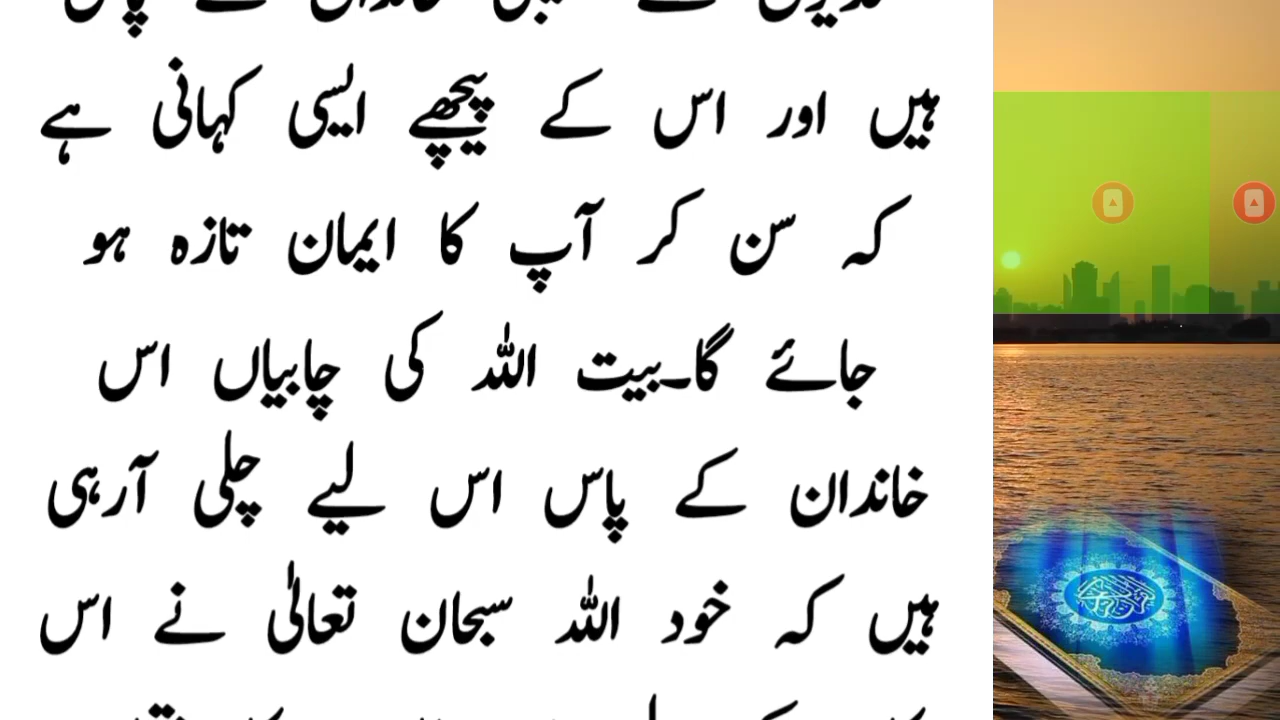 ہیں اور اس کے پیچھے ایسی کہانی ہے
کہ سن کر آپ کا ایمان تازہ ہو
جائے گا۔بیت اللہ کی چابیاں اس
خاندان کے پاس اس لیے چلی آرہی
ہیں کہ خود اللہ سبحان تعالٰی نے اس